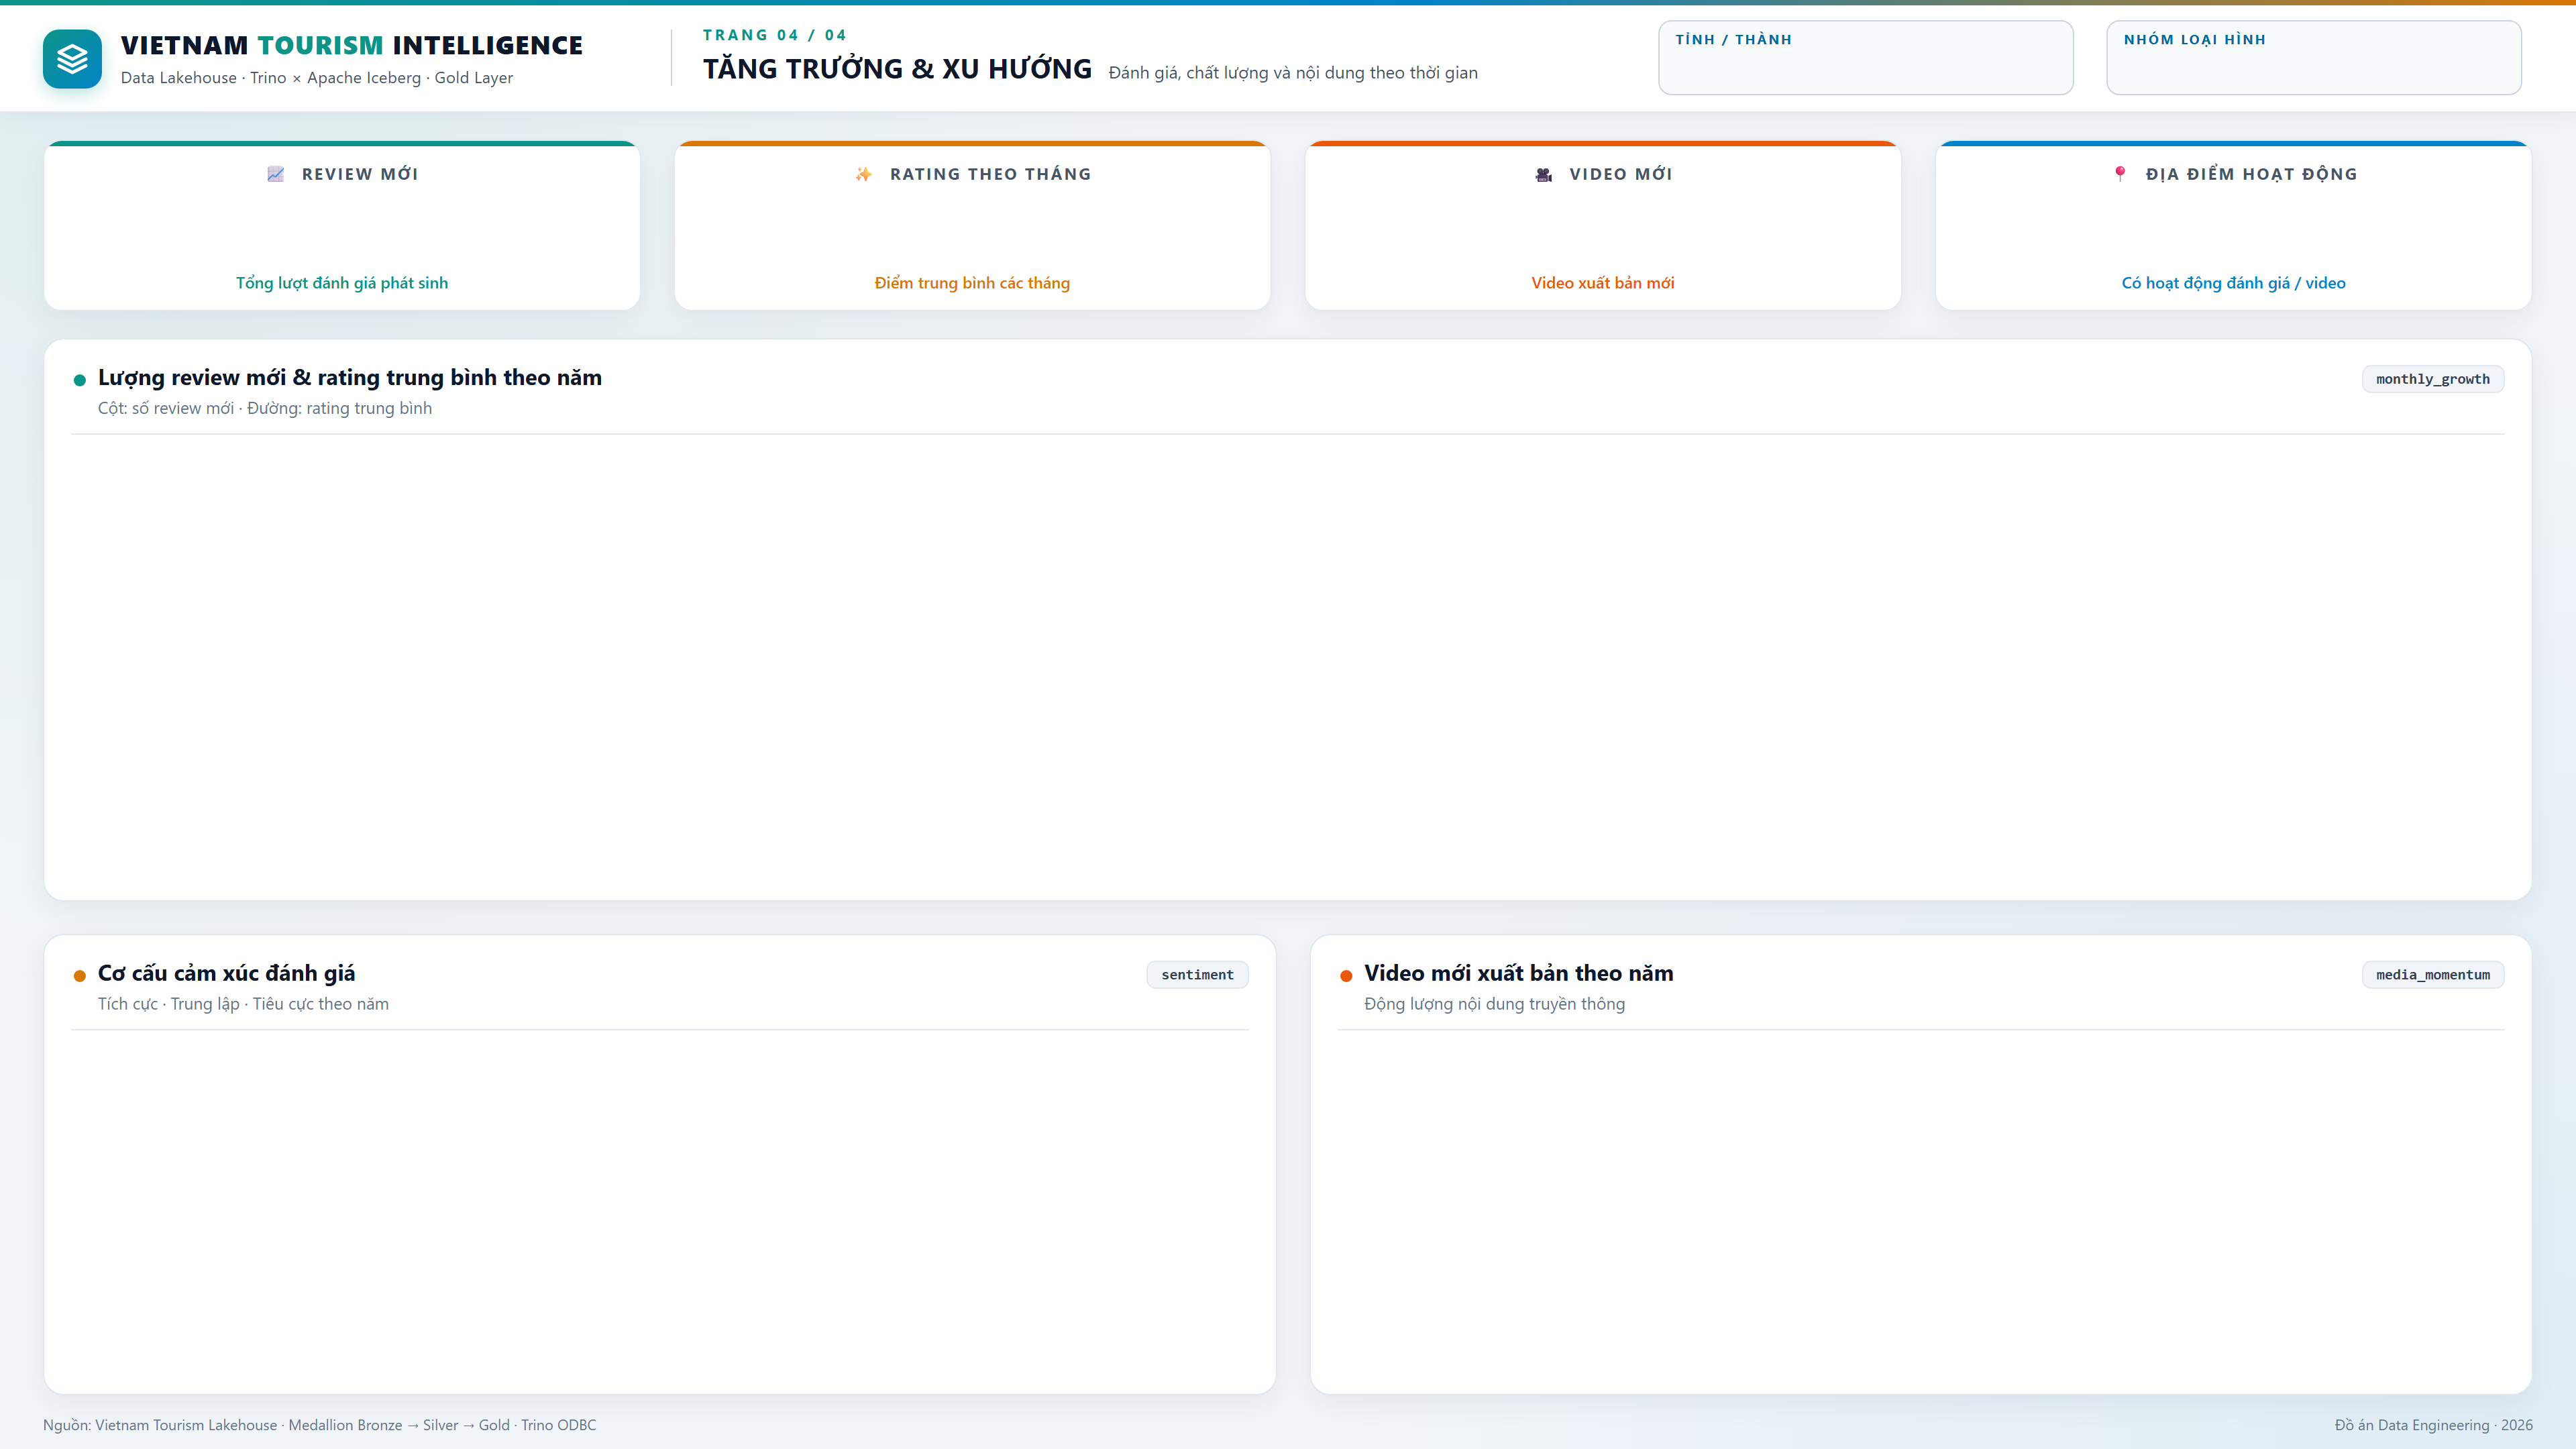 VIETNAM TOURISM INTELLIGENCE
Data Lakehouse · Trino × Apache Iceberg · Gold Layer
TRANG 04 / 04
TĂNG TRƯỞNG & XU HƯỚNG Đánh giá, chất lượng và nội dung theo thời gian
TỈNH / THÀNH
NHÓM LOẠI HÌNH
REVIEW MỚI
Tổng lượt đánh giá phát sinh
RATING THEO THÁNG
Điểm trung bình các tháng
VIDEO MỚI
Video xuất bản mới
ĐỊA ĐIỂM HOẠT ĐỘNG
Có hoạt động đánh giá / video
Lượng review mới & rating trung bình theo năm
monthly_growth
Cột: số review mới · Đường: rating trung bình
Cơ cấu cảm xúc đánh giá
sentiment
Tích cực · Trung lập · Tiêu cực theo năm
Video mới xuất bản theo năm
media_momentum
Động lượng nội dung truyền thông
Nguồn: Vietnam Tourism Lakehouse · Medallion Bronze → Silver → Gold · Trino ODBC
Đồ án Data Engineering · 2026